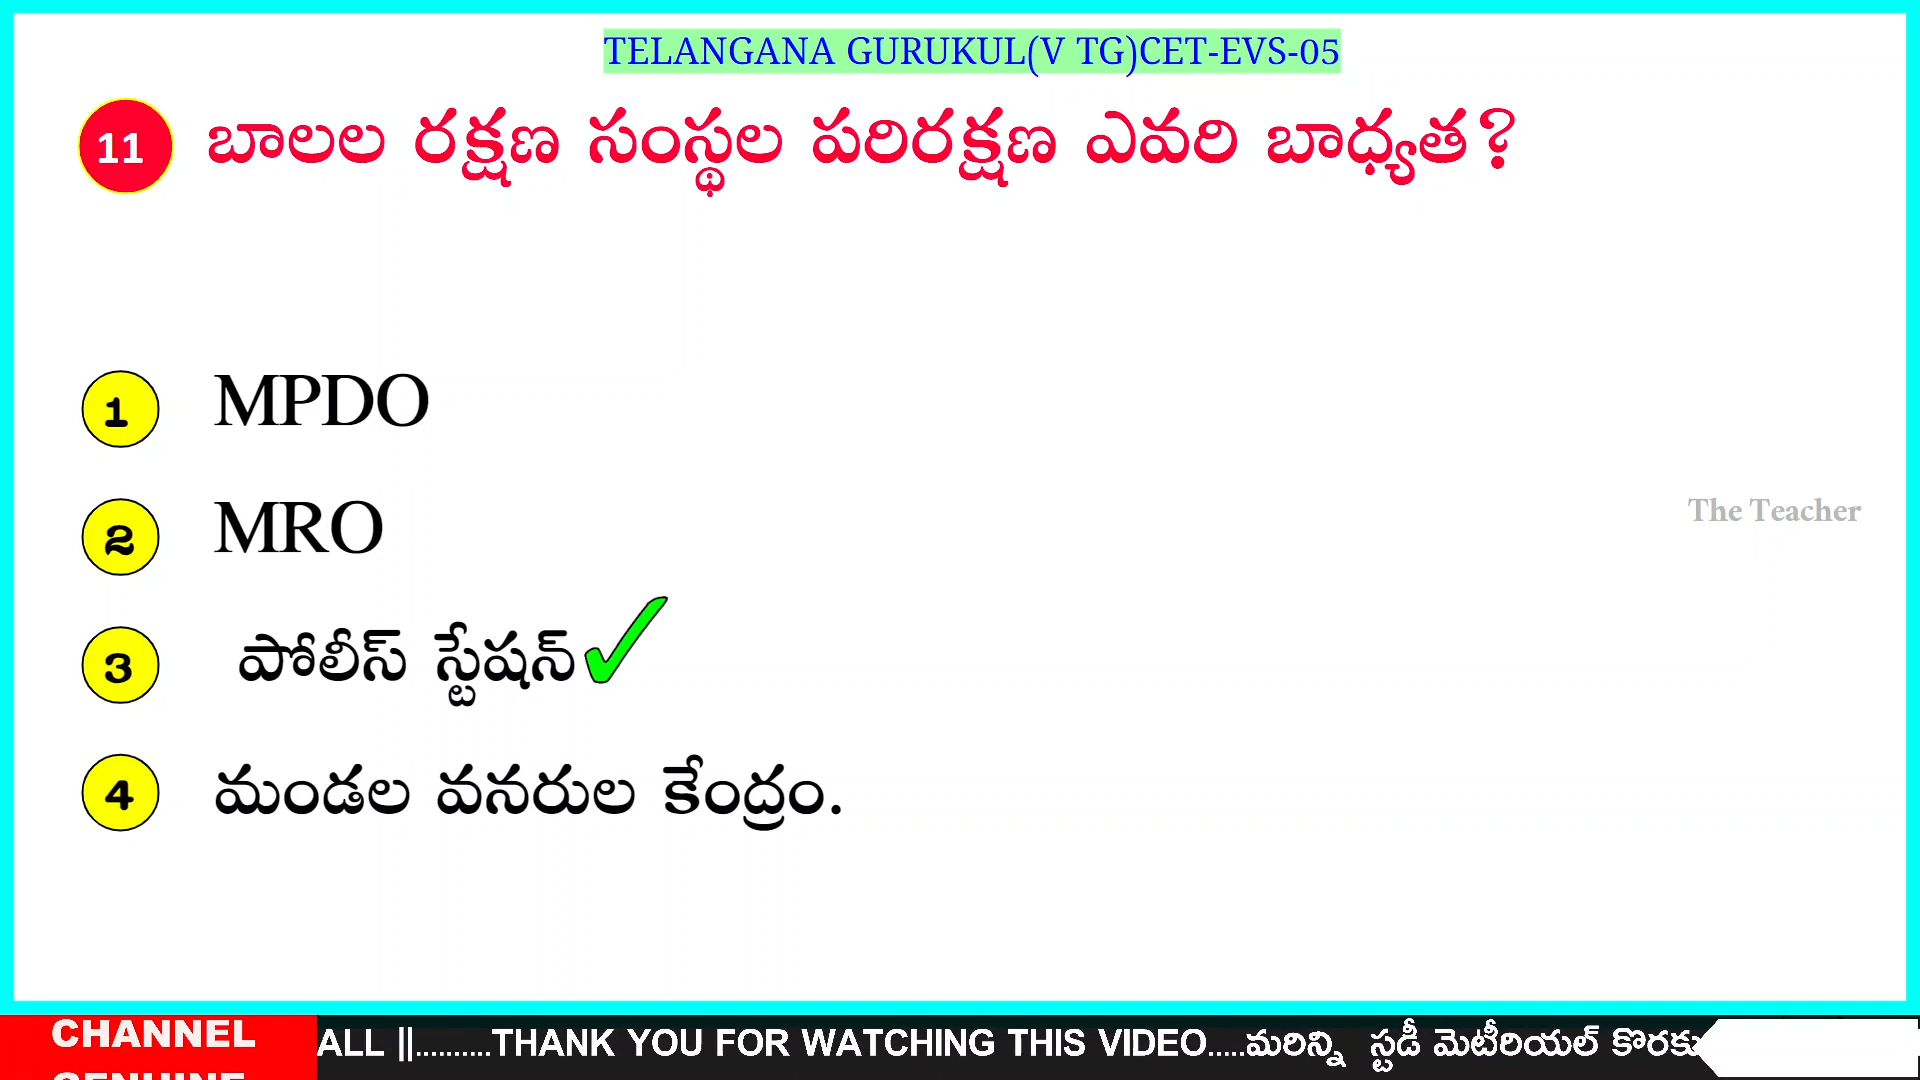 TELANGANA GURUKUL(V TG)CET-EVS-05
11 బాలల రక్షణ సంస్థల పరిరక్షణ ఎవరి బాధ్యత?
1 MPDO
2 MRO
The Teacher
3 పోలీస్ స్టేషన్
4 మండల వనరుల కేంద్రం.
CHANNEL
GENUINE
ALL ||..........THANK YOU FOR WATCHING THIS VIDEO.....మరిన్ని స్టడీ మెటీరియల్ కొరకు